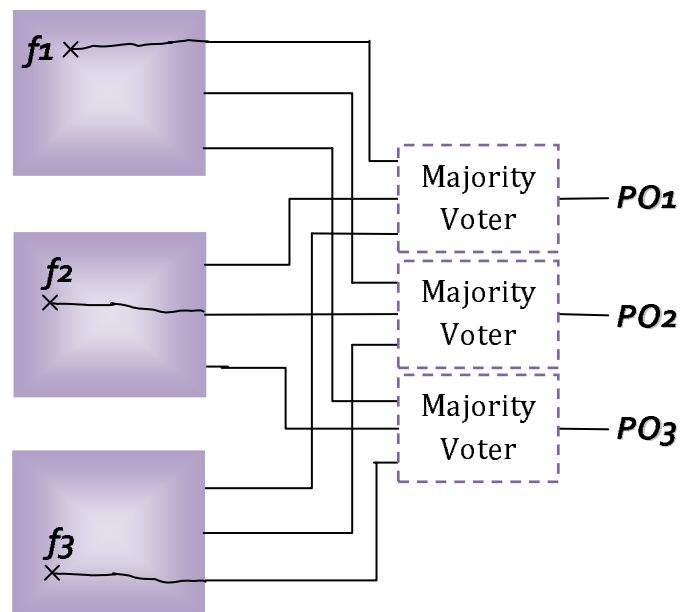 f1
f2
f3
Majority
Voter
PO1
Majority
Voter
PO2
Majority
Voter
PO3